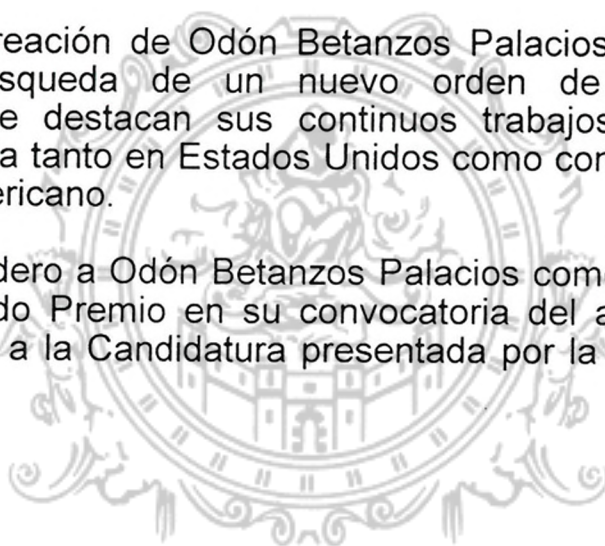 reación de Odón Betanzos Palacios
squeda de un nuevo orden de
e destacan sus continuos trabajos
a tanto en Estados Unidos como con
ericano.
dero a Odón Betanzos Palacios com
do Premio en su convocatoria del a
a la Candidatura presentada por la